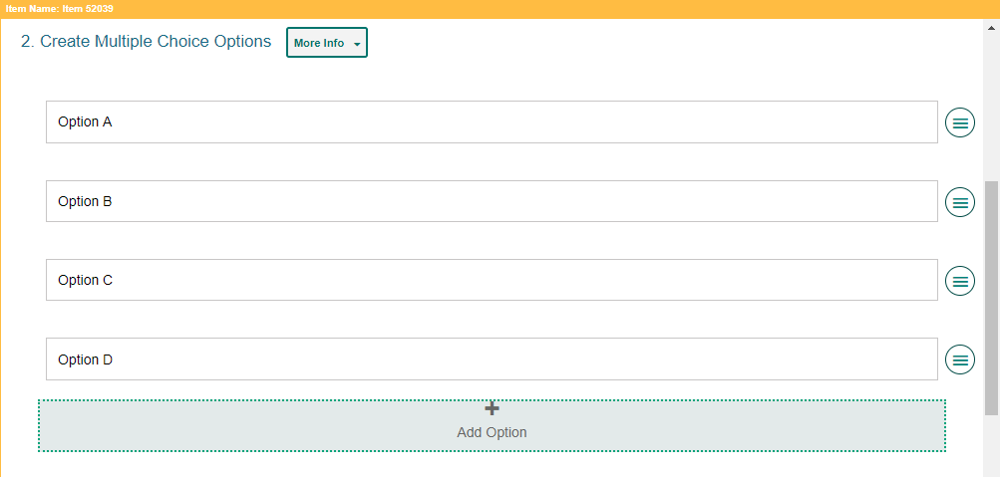 Item Name: Item 52039
2. Create Multiple Choice Options
More Info
Option A
Option B
Option C
Option D
Add Option